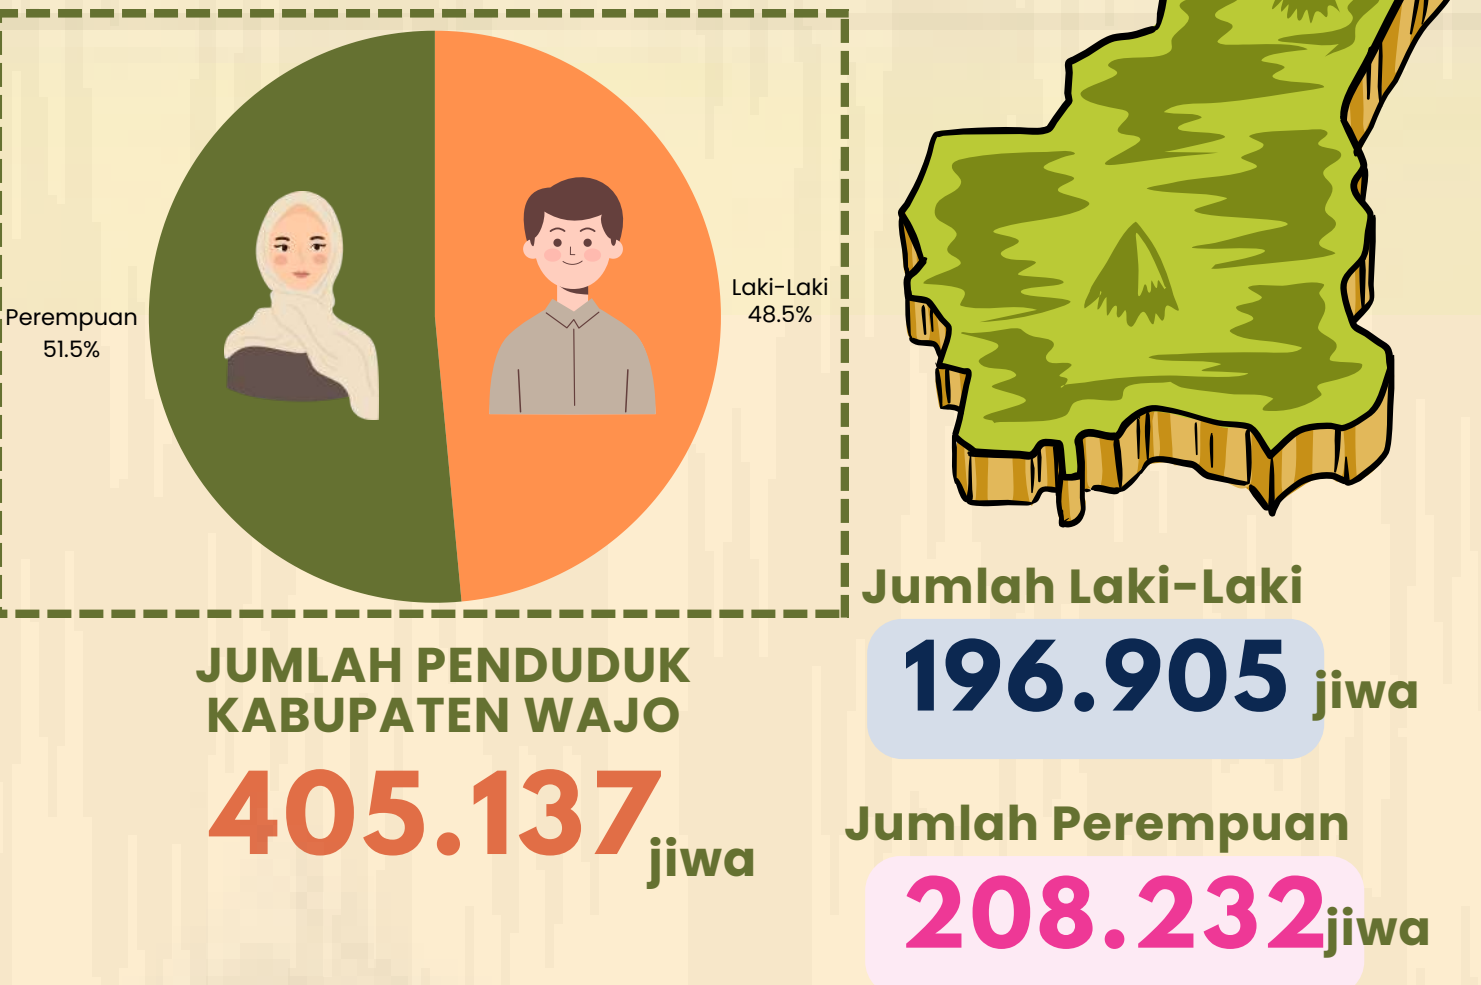 Perempuan
51.5%
Laki-Laki
48.5%
JUMLAH PENDUDUK
KABUPATEN WAJO
405.137 jiwa
Jumlah Laki-Laki
196.905 jiwa
Jumlah Perempuan
208.232 jiwa